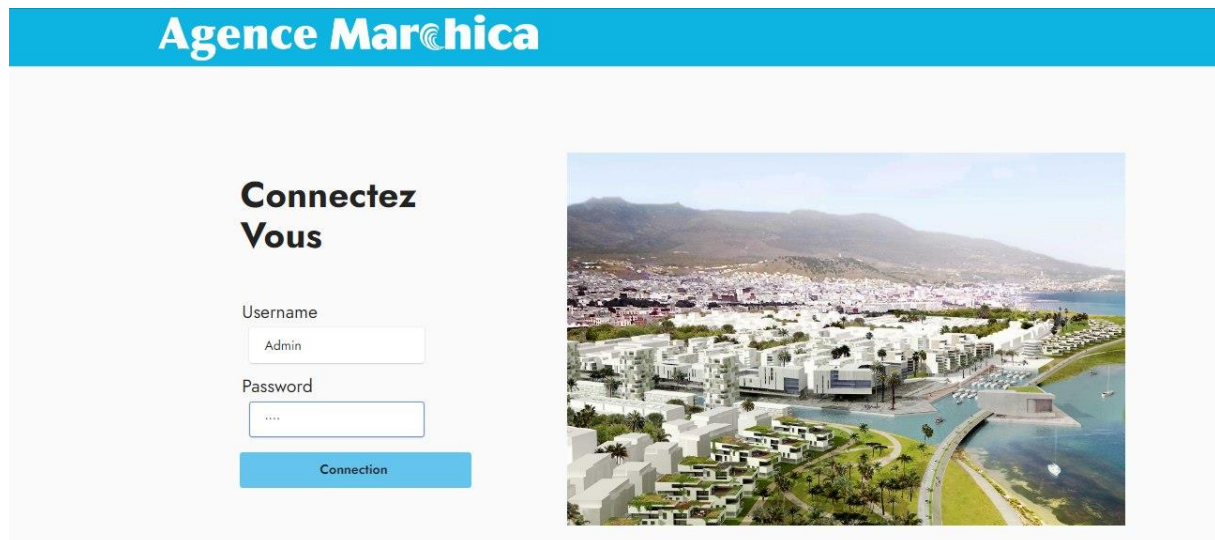 Agence Marchica
Connectez
Vous
Username
Admin
Password
....
Connection